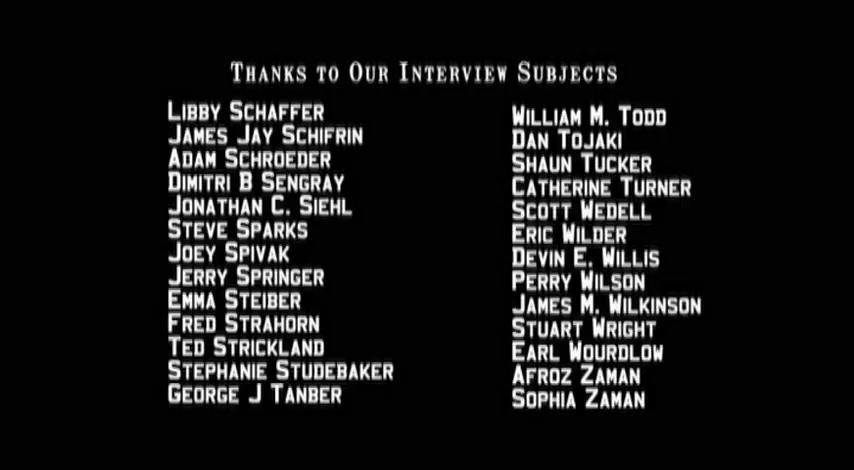 Thanks to Our Interview Subjects
Libby Schaffer
James Jay Schifrin
Adam Schroeder
Dimitri B Sengray
Jonathan C. Siehl
Steve Sparks
Joey Spivak
Jerry Springer
Emma Steiber
Fred Strahorn
Ted Strickland
Stephanie Studebaker
George J Tanber
William M. Todd
Dan Tojaki
Shaun Tucker
Catherine Turner
Scott Wedell
Eric Wilder
Devin E. Willis
Perry Wilson
James M. Wilkinson
Stuart Wright
Earl Wourdlow
Afroz Zaman
Sophia Zaman